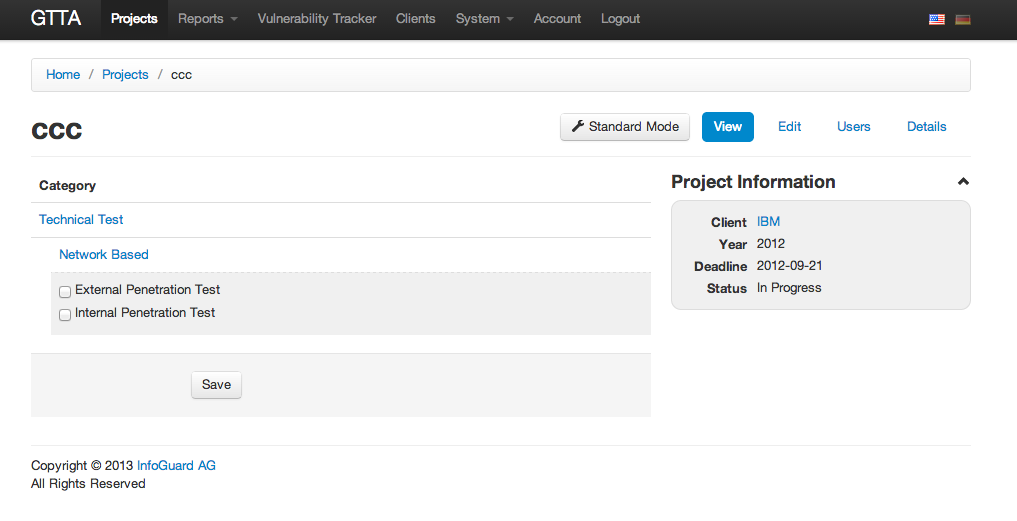 GTTA Projects Reports Vulnerability Tracker Clients System Account Logout
Home / Projects / ccc
ccc Standard Mode View Edit Users Details
Category
Technical Test
Network Based
External Penetration Test
Internal Penetration Test
Save
Project Information
Client IBM
Year 2012
Deadline 2012-09-21
Status In Progress
Copyright © 2013 InfoGuard AG
All Rights Reserved